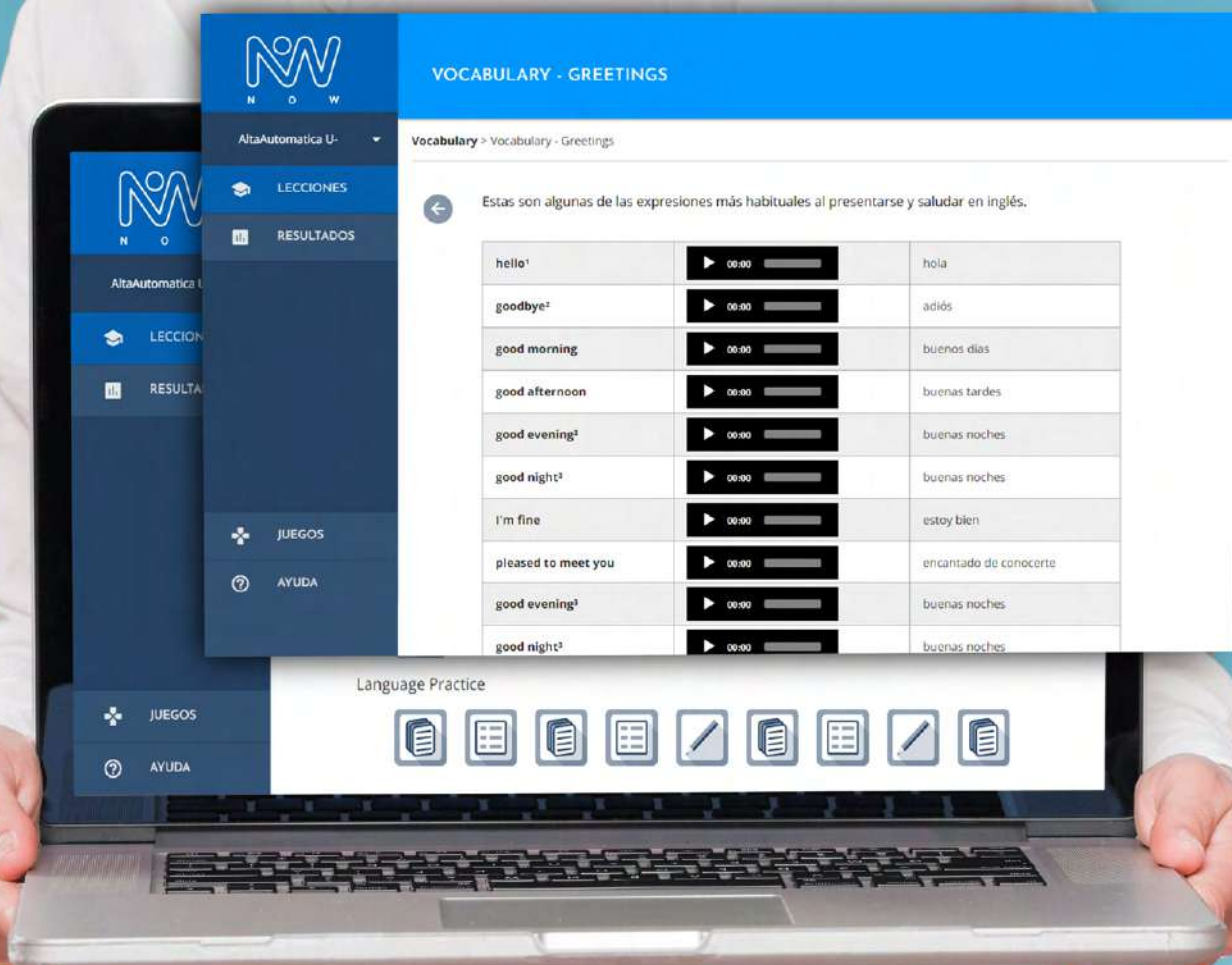 NOW
VOCABULARY - GREETINGS
AltaAutomatica U-
Vocabulary > Vocabulary - Greetings
LECCIONES
RESULTADOS
Estas son algunas de las expresiones más habituales al presentarse y saludar en inglés.
hello¹ 00:00 hola
goodbye² 00:00 adiós
good morning 00:00 buenos días
good afternoon 00:00 buenas tardes
good evening³ 00:00 buenas noches
good night³ 00:00 buenas noches
I'm fine 00:00 estoy bien
pleased to meet you 00:00 encantado de conocerte
good evening³ 00:00 buenas noches
good night³ 00:00 buenas noches
JUEGOS
AYUDA
N O
AltaAutomatica
LECCION
RESULTA
Language Practice
JUEGOS
AYUDA